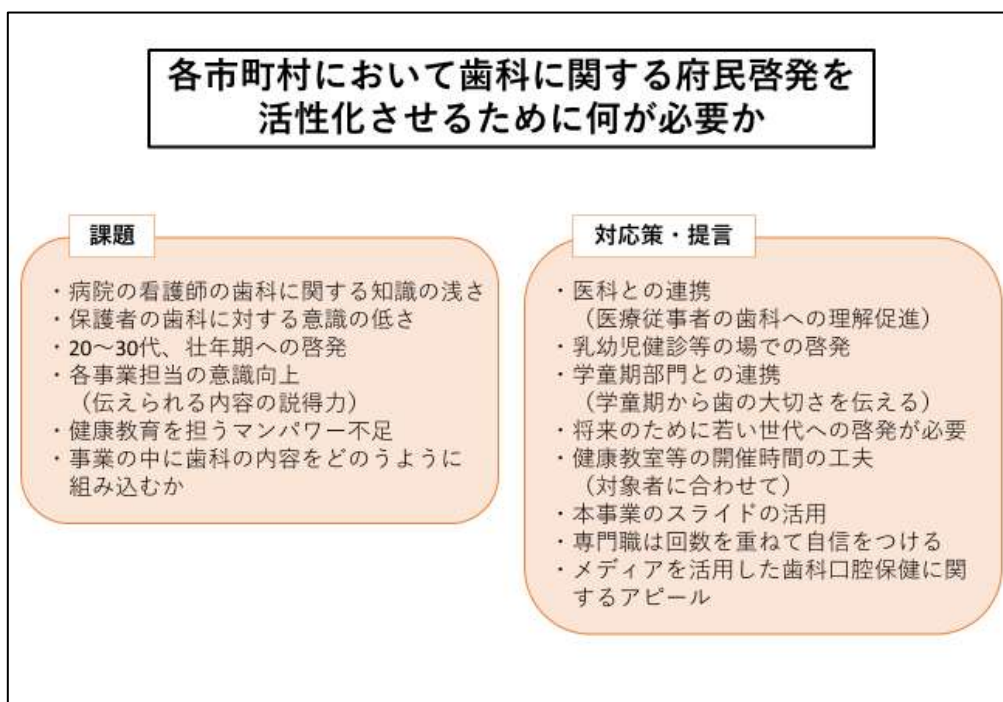 各市町村において歯科に関する府民啓発を
活性化させるために何が必要か
課題
・病院の看護師の歯科に関する知識の浅さ
・保護者の歯科に対する意識の低さ
・20～30代、壮年期への啓発
・各事業担当の意識向上
（伝えられる内容の説得力）
・健康教育を担うマンパワー不足
・事業の中に歯科の内容をどのように
組み込むか
対応策・提言
・医科との連携
（医療従事者の歯科への理解促進）
・乳幼児健診等の場での啓発
・学童期部門との連携
（学童期から歯の大切さを伝える）
・将来のために若い世代への啓発が必要
・健康教室等の開催時間の工夫
（対象者に合わせて）
・本事業のスライドの活用
・専門職は回数を重ねて自信をつける
・メディアを活用した歯科口腔保健に関
するアピール